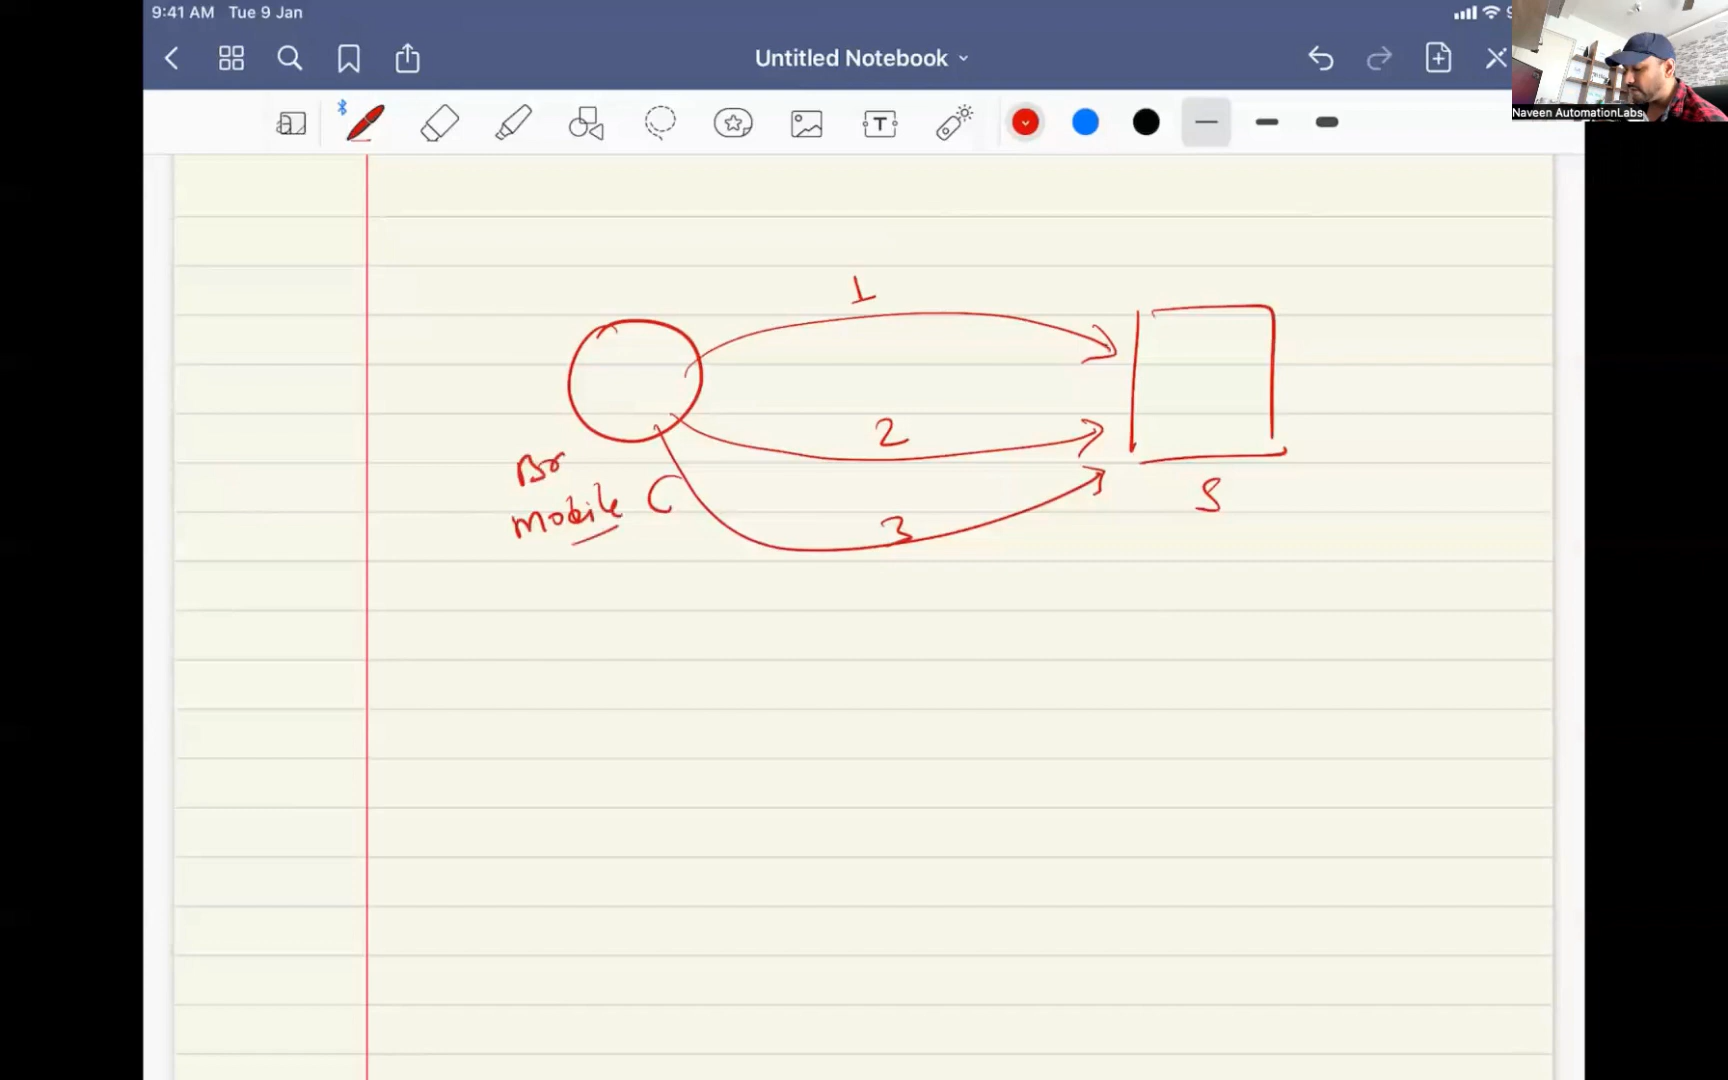 9:41 AM Tue 9 Jan
Untitled Notebook
Naveen AutomationLabs
T
1
2
Br
mobile C
S
3